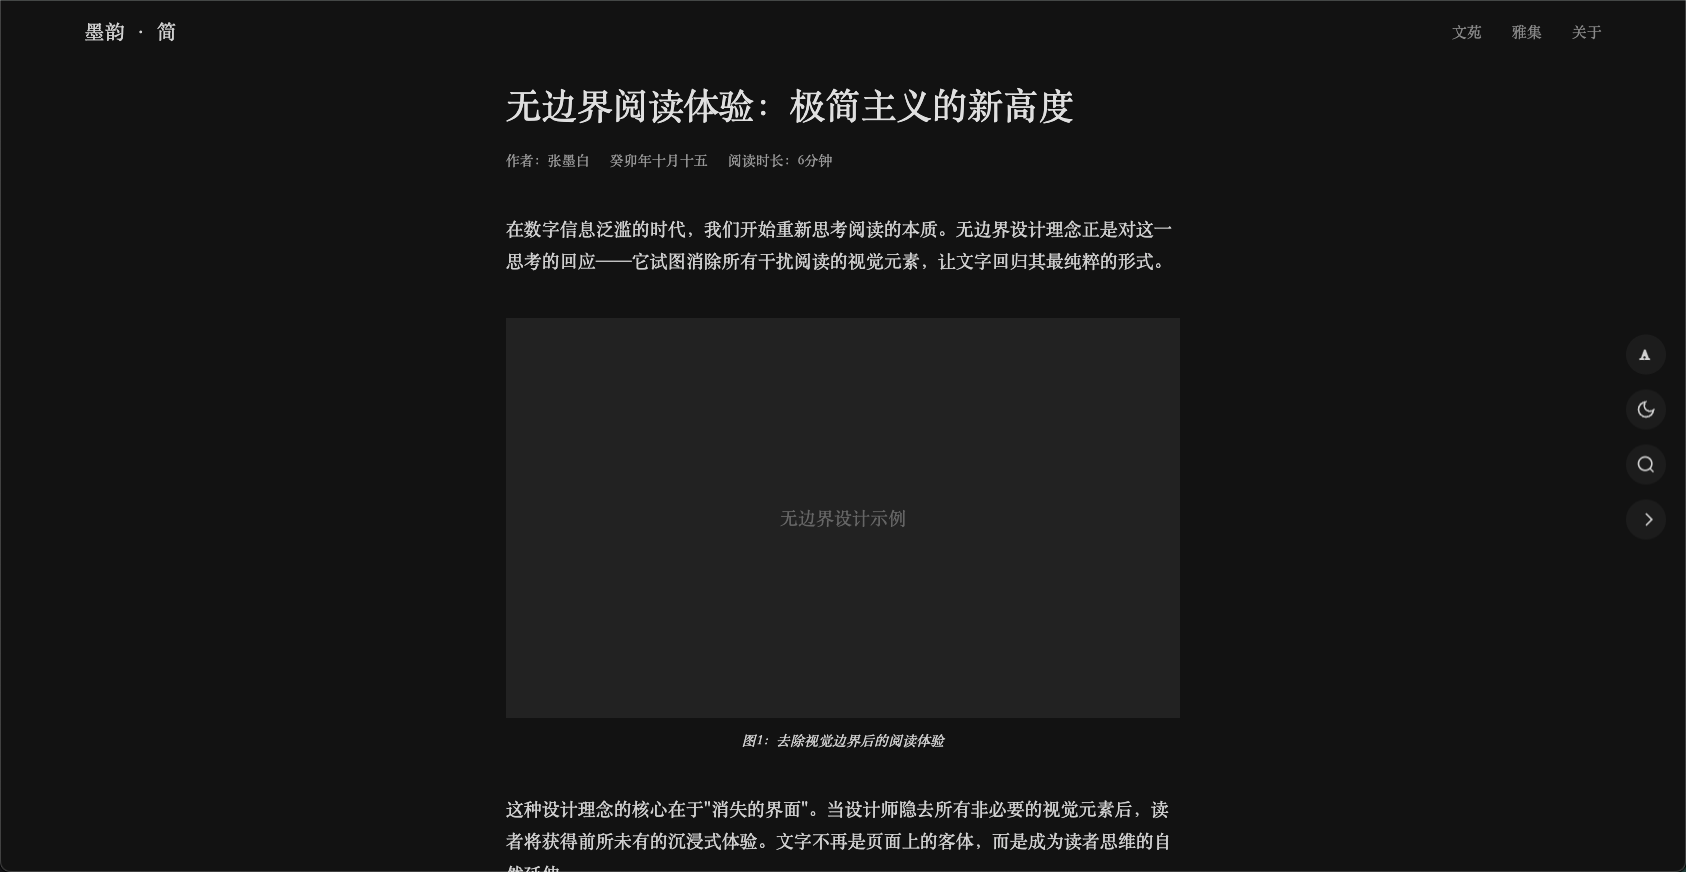 墨韵 · 简
文苑 雅集 关于
无边界阅读体验：极简主义的新高度
作者：张墨白 癸卯年十月十五 阅读时长：6分钟
在数字信息泛滥的时代，我们开始重新思考阅读的本质。无边界设计理念正是对这一
思考的回应——它试图消除所有干扰阅读的视觉元素，让文字回归其最纯粹的形式。
无边界设计示例
图1：去除视觉边界后的阅读体验
这种设计理念的核心在于"消失的界面"。当设计师隐去所有非必要的视觉元素后，读
者将获得前所未有的沉浸式体验。文字不再是页面上的客体，而是成为读者思维的自
然延伸
A